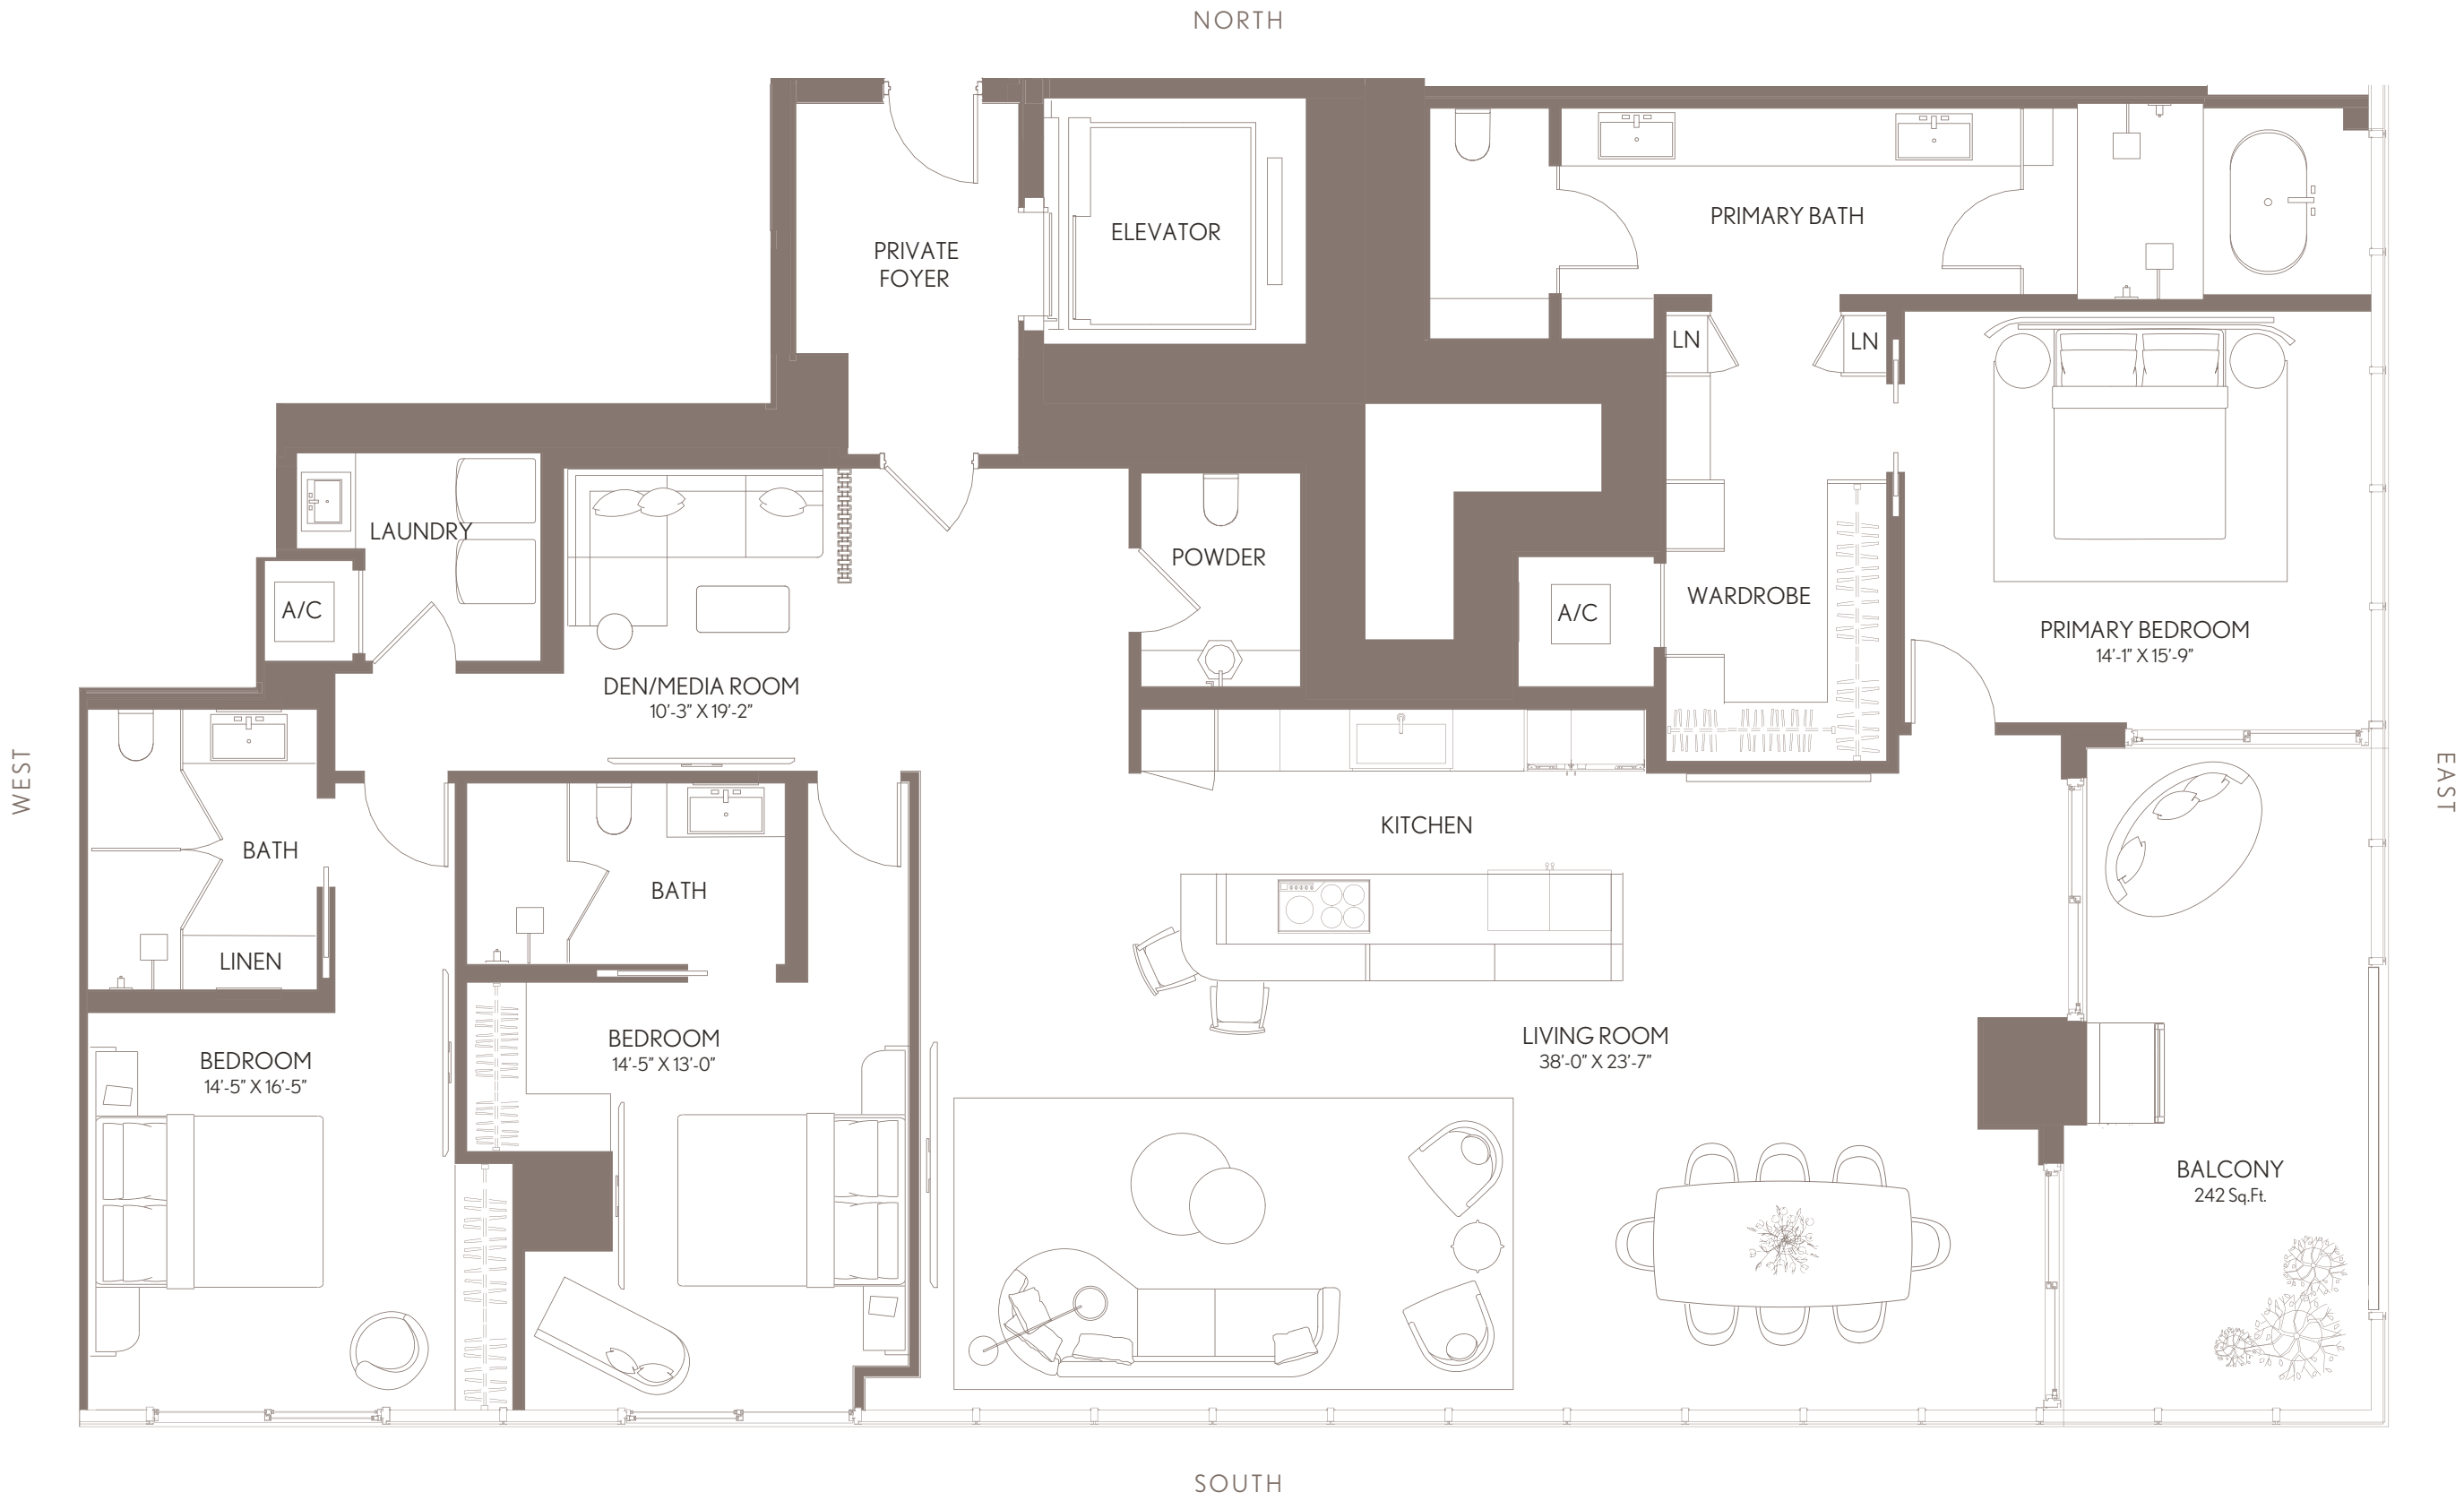 NORTH
PRIVATE
FOYER
ELEVATOR
PRIMARY BATH
LN
LN
LAUNDRY
A/C
POWDER
A/C
WARDROBE
PRIMARY BEDROOM
14'-1" X 15'-9"
DEN/MEDIA ROOM
10'-3" X 19'-2"
WEST
EAST
KITCHEN
BATH
BATH
LINEN
BEDROOM
14'-5" X 16'-5"
BEDROOM
14'-5" X 13'-0"
LIVING ROOM
38'-0" X 23'-7"
BALCONY
242 Sq.Ft.
SOUTH